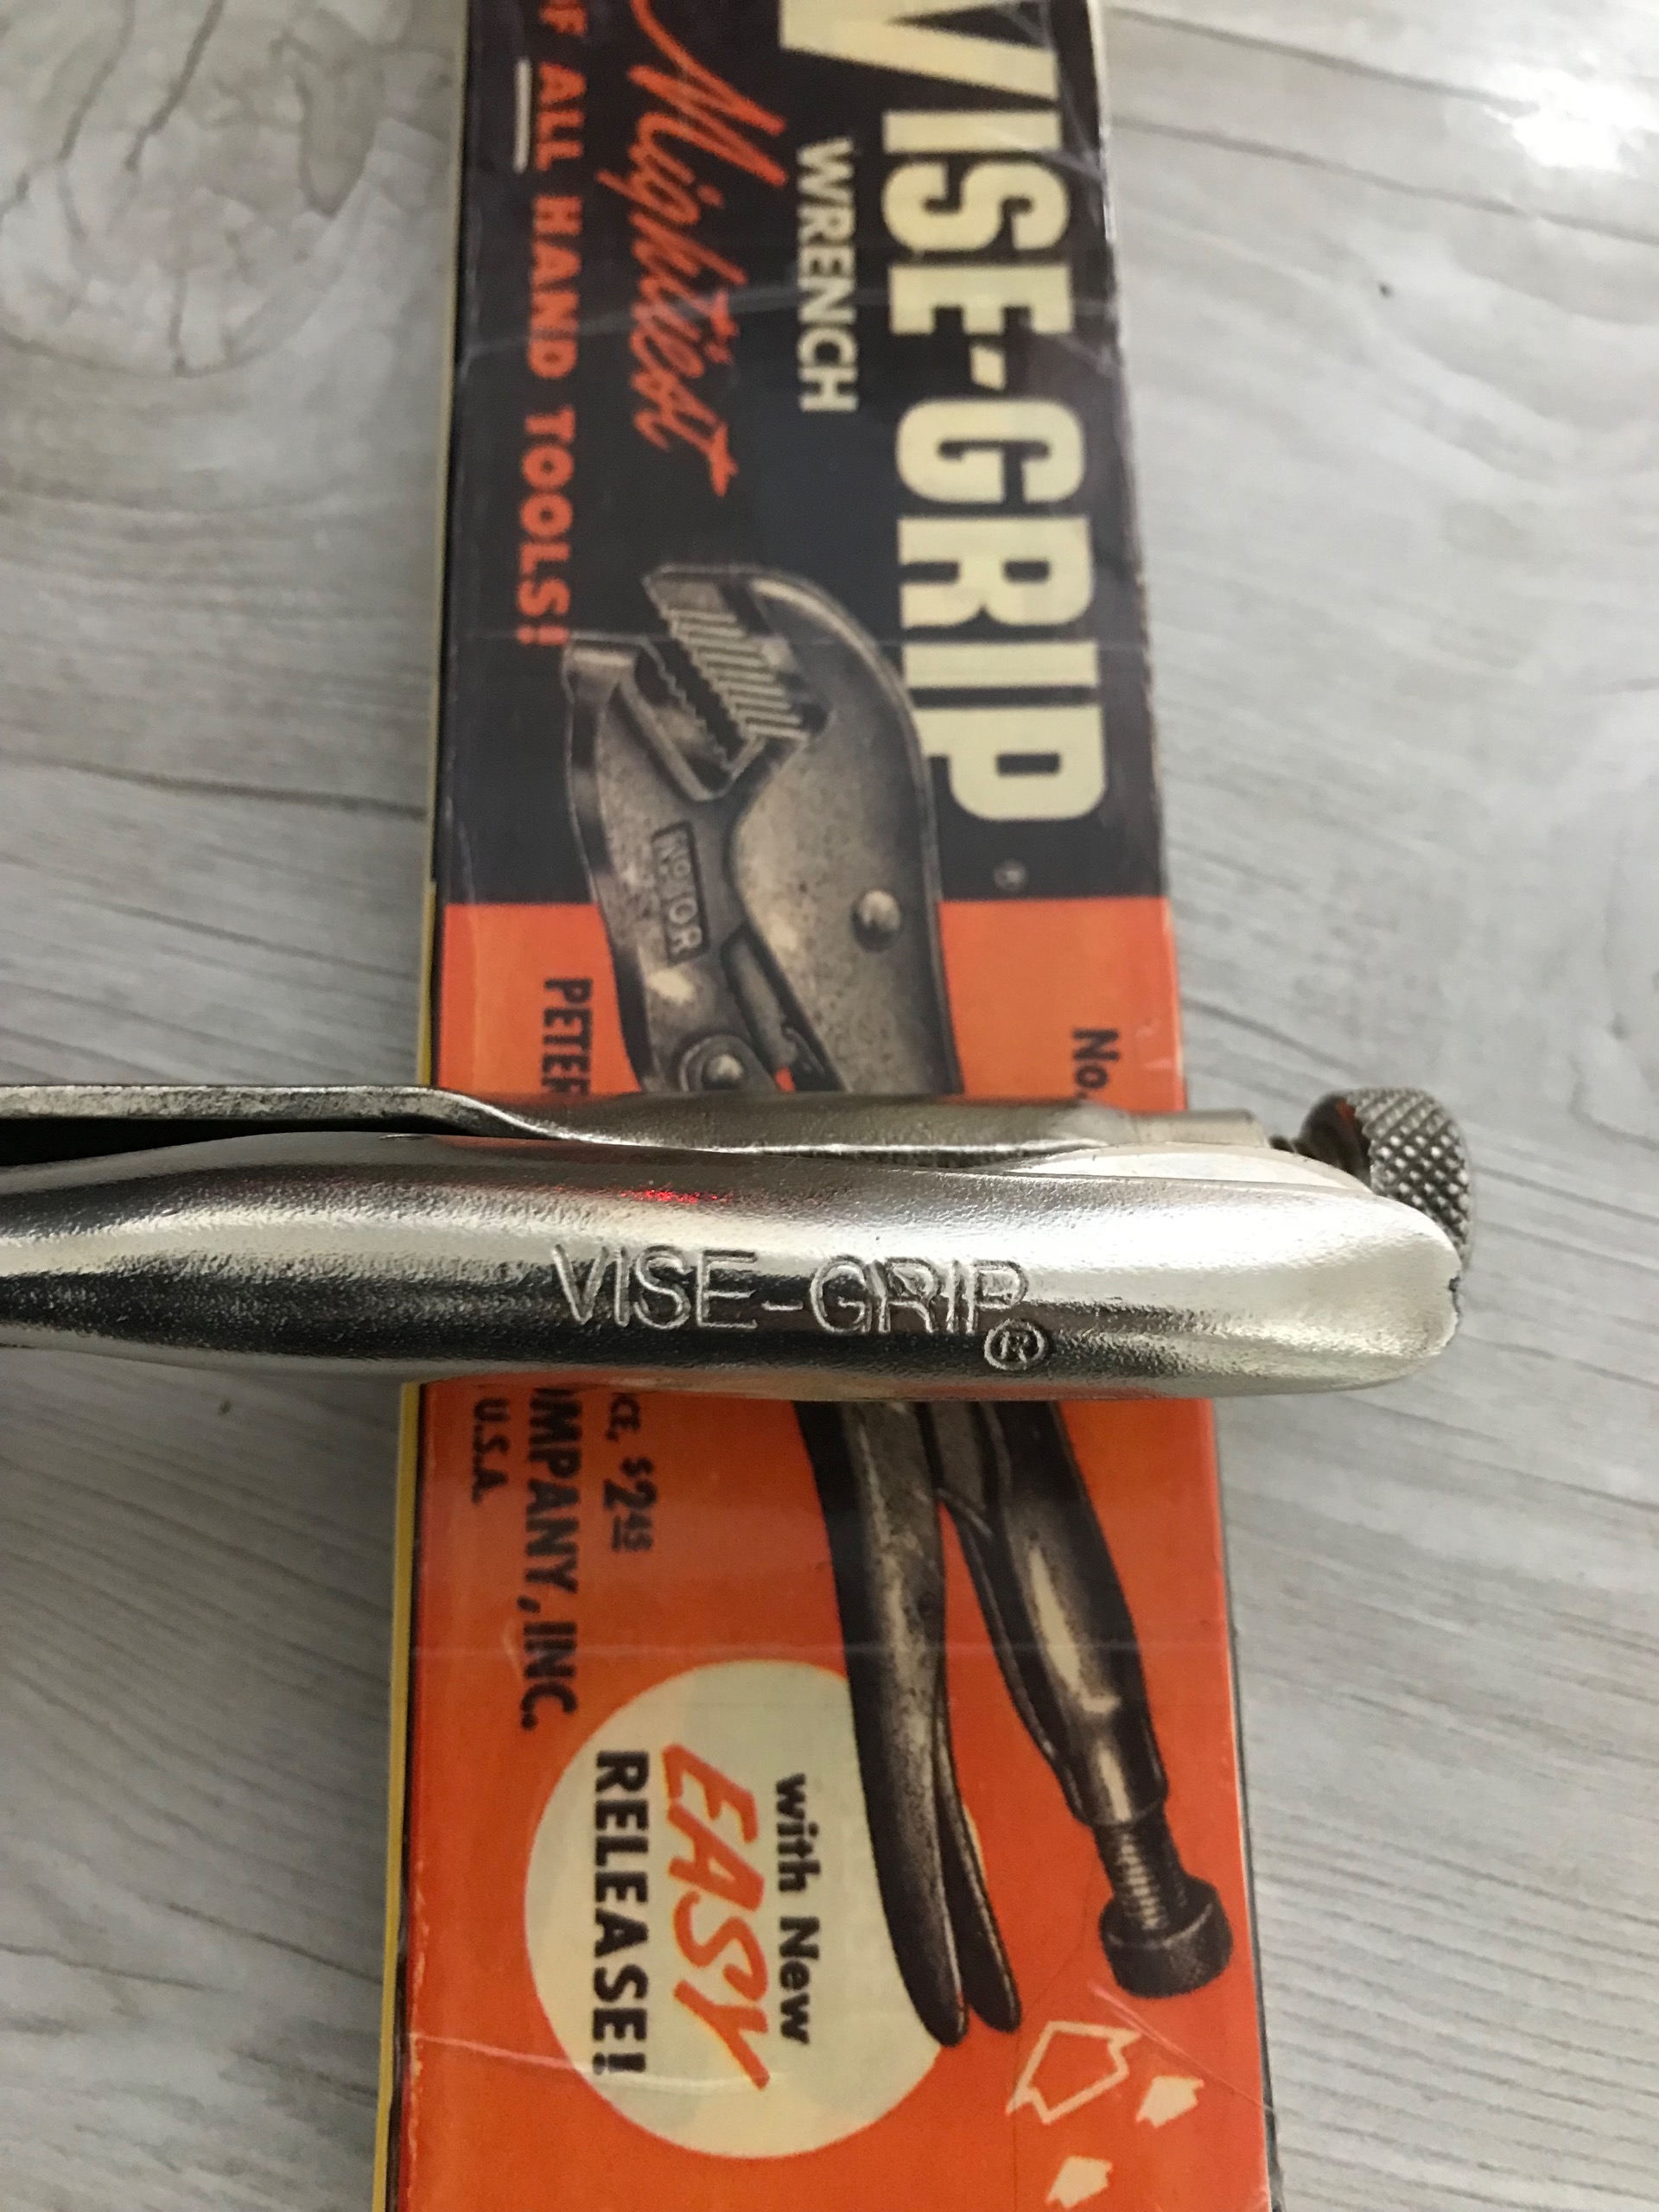 VISE-GRIP
®
WRENCH
Mightiest
OF ALL HAND TOOLS!
No 10R
No.
PETER
VISE-GRIP
®
CE, $2.45
OMPANY, INC.
U.S.A.
with New
EASY
RELEASE!